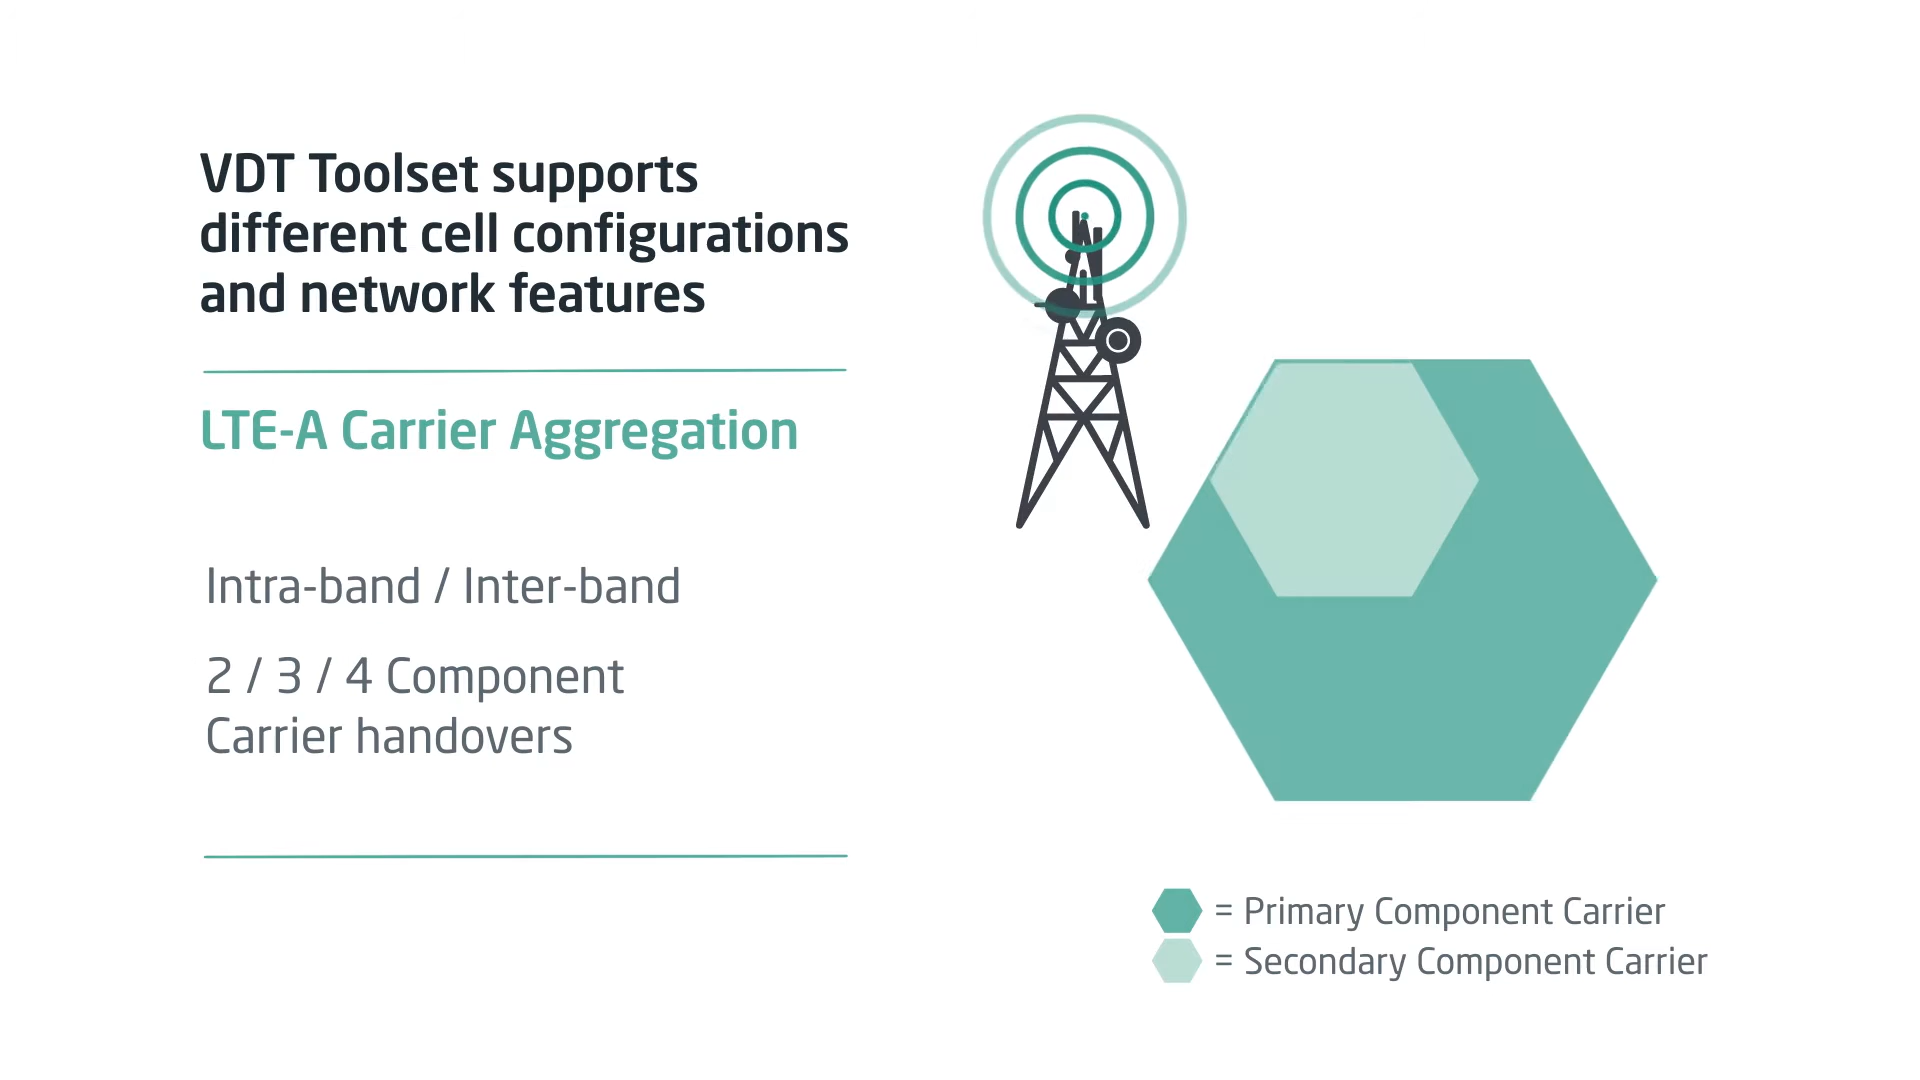 VDT Toolset supports
different cell configurations
and network features
LTE-A Carrier Aggregation
Intra-band / Inter-band
2 / 3 / 4 Component
Carrier handovers
= Primary Component Carrier
= Secondary Component Carrier